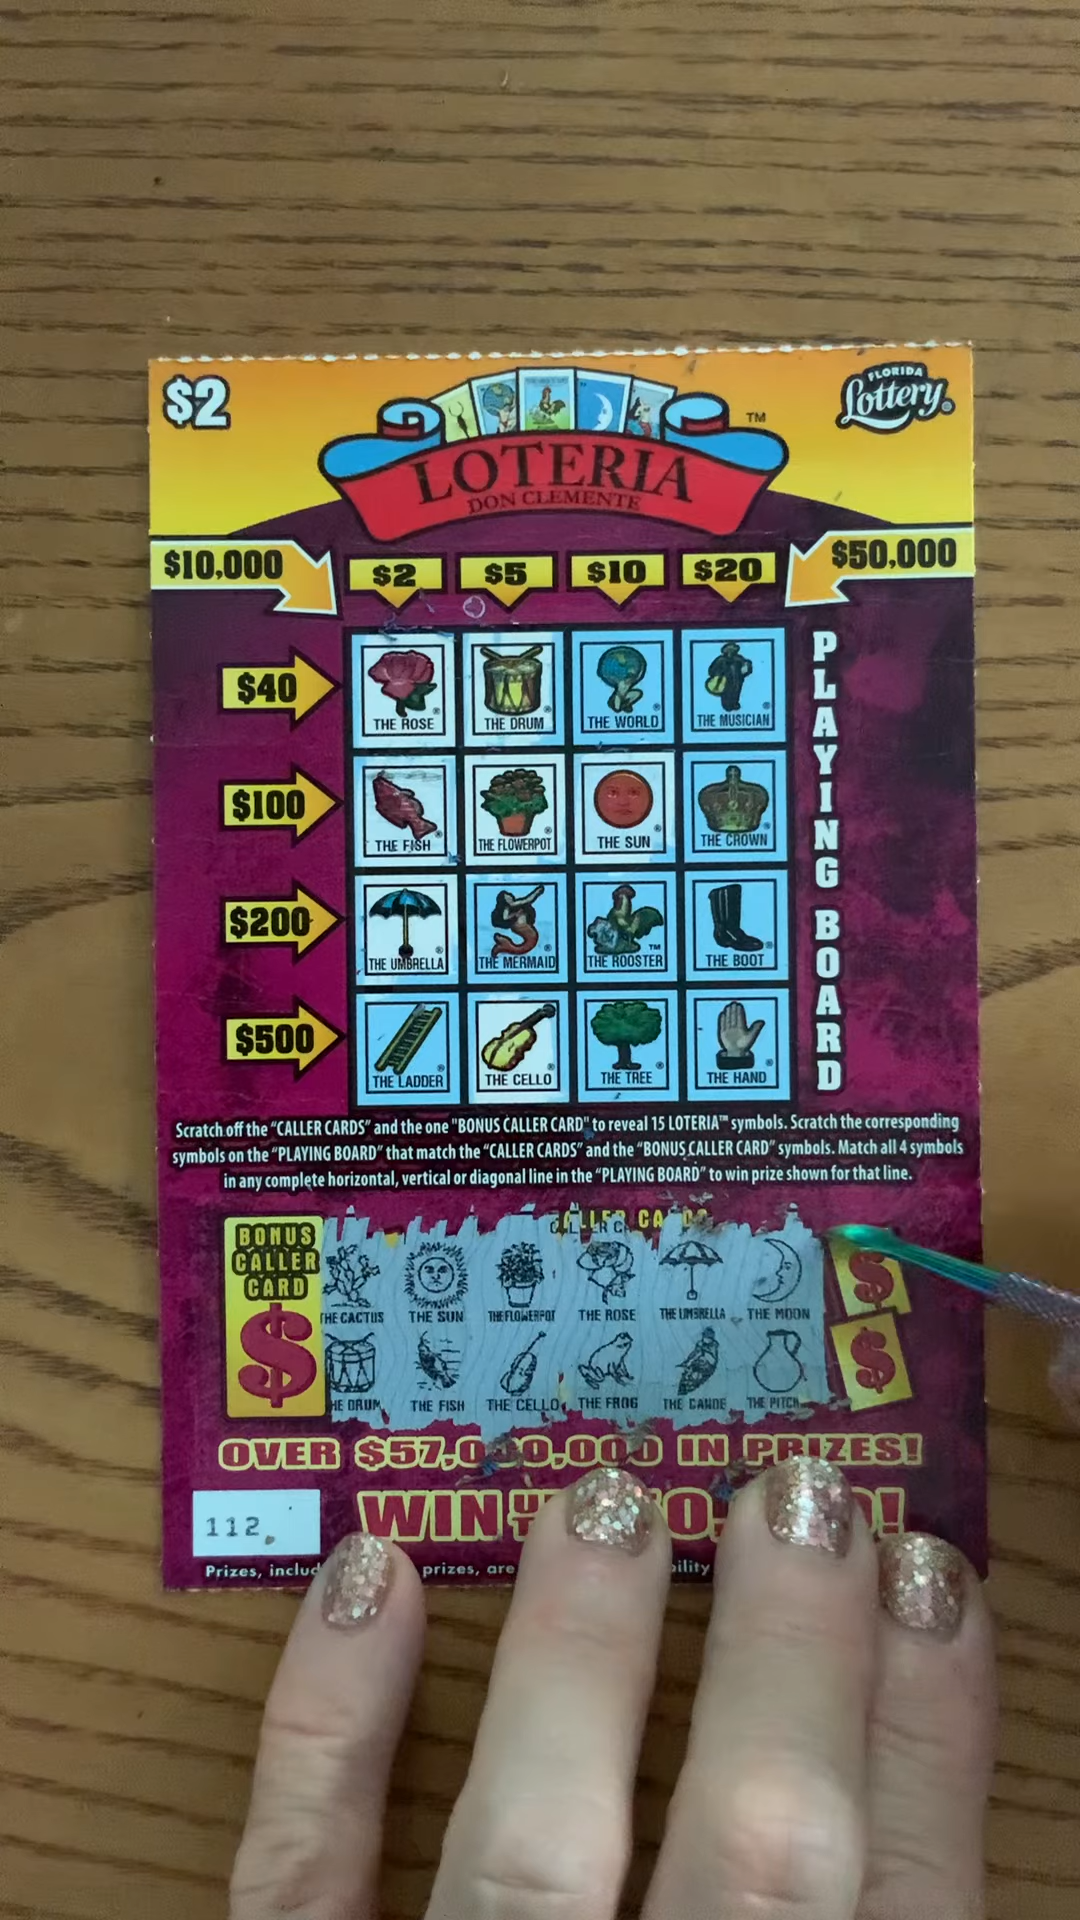 $2
FLORIDA
Lottery®
LOTERIA™
DON CLEMENTE
$10,000
$2 $5 $10 $20
$50,000
PLAYING BOARD
$40
THE ROSE THE DRUM THE WORLD THE MUSICIAN
$100
THE FISH THE FLOWERPOT THE SUN THE CROWN
$200
THE UMBRELLA THE MERMAID THE ROOSTER THE BOOT
$500
THE LADDER THE CELLO THE TREE THE HAND
Scratch off the “CALLER CARDS” and the one "BONUS CALLER CARD" to reveal 15 LOTERIA™ symbols. Scratch the corresponding
symbols on the “PLAYING BOARD” that match the “CALLER CARDS” and the “BONUS CALLER CARD” symbols. Match all 4 symbols
in any complete horizontal, vertical or diagonal line in the “PLAYING BOARD” to win prize shown for that line.
BONUS
CALLER
CARD
$
THE CACTUS THE SUN THE FLOWERPOT THE ROSE THE UMBRELLA THE MOON
$
THE FISH THE CELLO THE FROG
$
OVER IN PRIZES!
WIN
112
Prizes, prizes, are